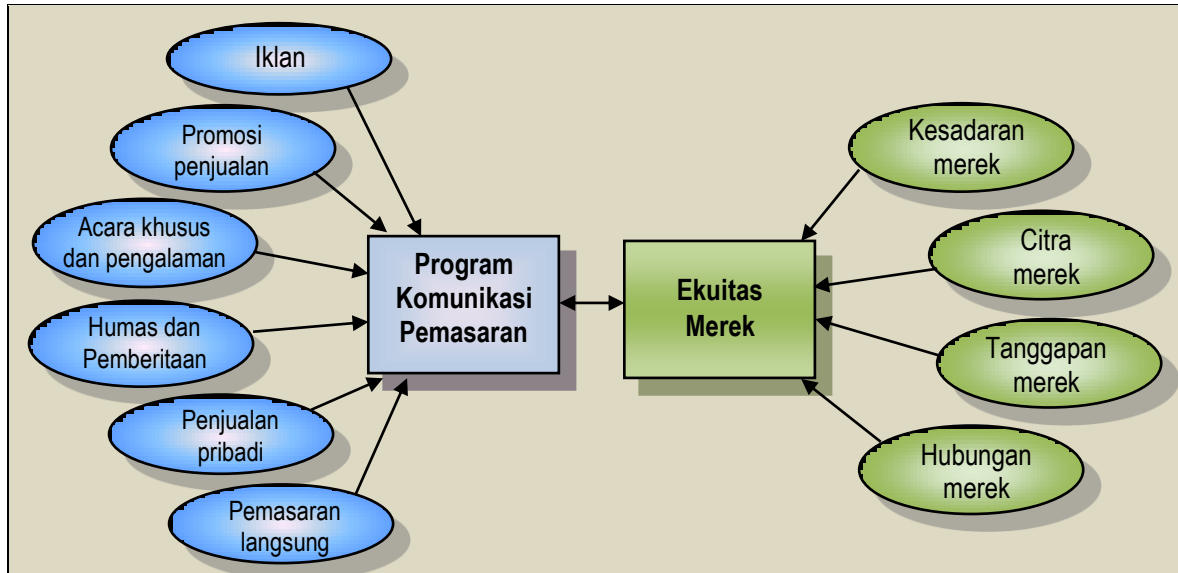 Iklan
Promosi
penjualan
Acara khusus
dan pengalaman
Humas dan
Pemberitaan
Penjualan
pribadi
Pemasaran
langsung
Program
Komunikasi
Pemasaran
Ekuitas
Merek
Kesadaran
merek
Citra
merek
Tanggapan
merek
Hubungan
merek